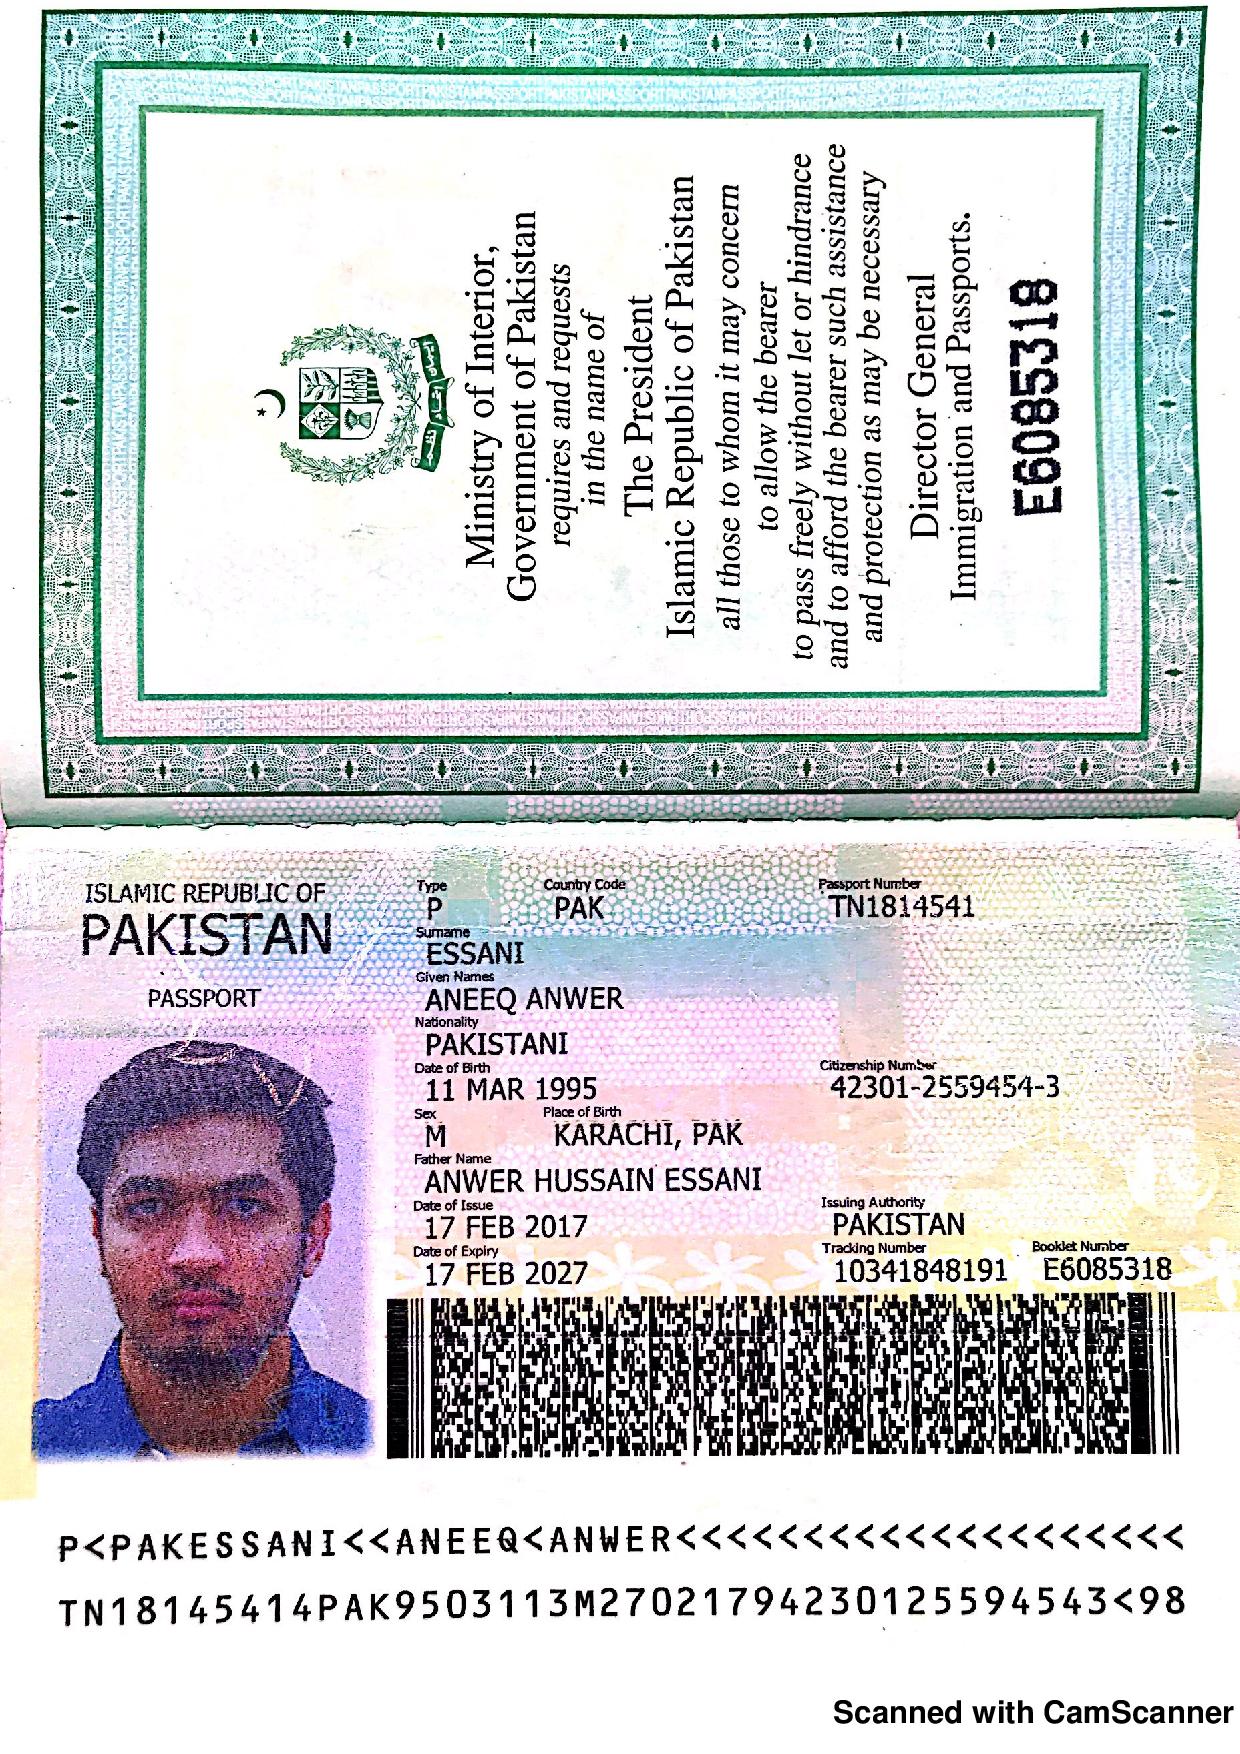 Ministry of Interior,
Government of Pakistan
requires and requests
in the name of
The President
Islamic Republic of Pakistan
all those to whom it may concern
to allow the bearer
to pass freely without let or hindrance
and to afford the bearer such assistance
and protection as may be necessary
Director General
Immigration and Passports.
E6085318
ISLAMIC REPUBLIC OF
PAKISTAN
PASSPORT
Type Country Code Passport Number
P PAK TN1814541
Surname
ESSANI
Given Names
ANEEQ ANWER
Nationality
PAKISTANI
Date of Birth Citizenship Number
11 MAR 1995 42301-2559454-3
Sex Place of Birth
M KARACHI, PAK
Father Name
ANWER HUSSAIN ESSANI
Date of Issue Issuing Authority
17 FEB 2017 PAKISTAN
Date of Expiry Tracking Number Booklet Number
17 FEB 2027 10341848191 E6085318
P<PAKESSANI<<ANEEQ<ANWER<<<<<<<<<<<<<<<<<<<<
TN18145414PAK9503113M27021794230125594543<98
Scanned with CamScanner